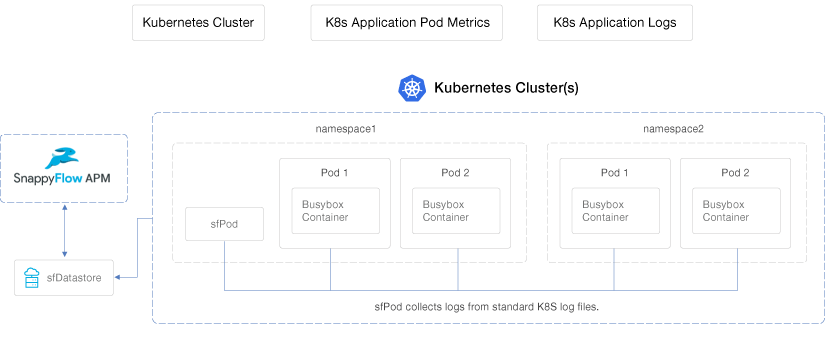 Kubernetes Cluster
K8s Application Pod Metrics
K8s Application Logs
Kubernetes Cluster(s)
namespace1
namespace2
SnappyFlow APM
Pod 1
Pod 2
Pod 1
Pod 2
Busybox
Container
Busybox
Container
Busybox
Container
Busybox
Container
sfPod
sfDatastore
sfPod collects logs from standard K8S log files.